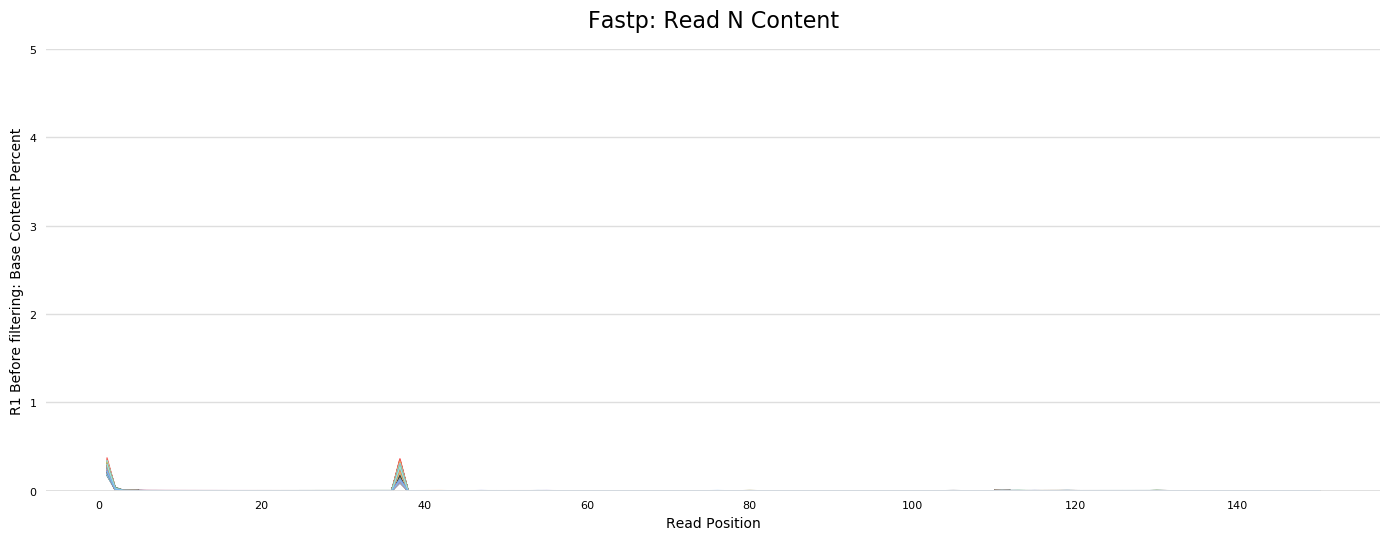 Fastp: Read N Content
R1 Before filtering: Base Content Percent
5
4
3
2
1
0
0 20 40 60 80 100 120 140
Read Position